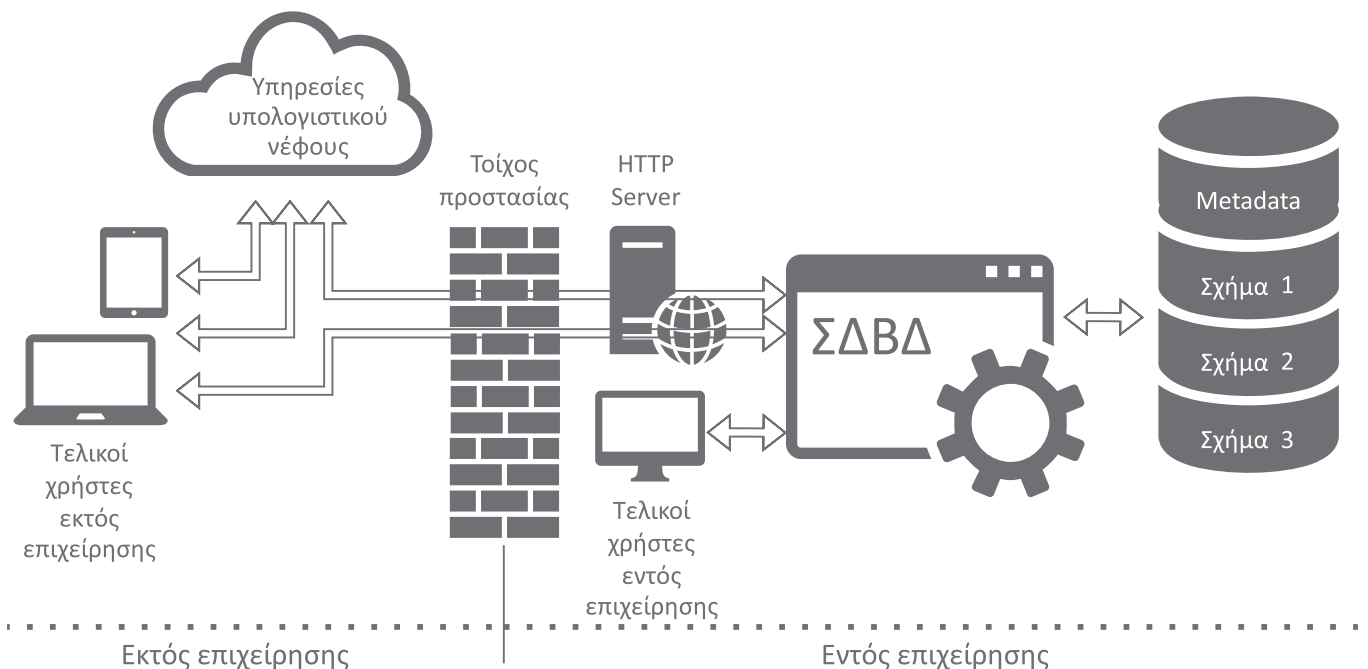 Υπηρεσίες
υπολογιστικού
νέφους
Τοίχος
προστασίας
HTTP
Server
Metadata
Σχήμα 1
Σχήμα 2
Σχήμα 3
ΣΔΒΔ
Τελικοί
χρήστες
εκτός
επιχείρησης
Τελικοί
χρήστες
εντός
επιχείρησης
Εκτός επιχείρησης
Εντός επιχείρησης